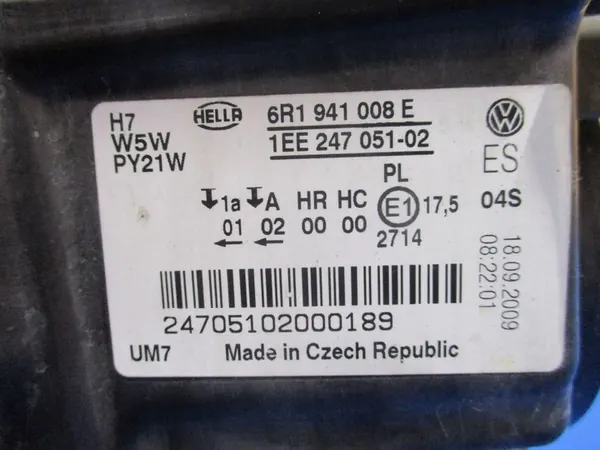 H7
W5W
PY21W
HELLA
6R1 941 008 E
1EE 247 051-02
ES
PL
1a A HR HC E1 17,5 04S
01 02 00 00 2714
18.09.2009
08:22:01
24705102000189
UM7 Made in Czech Republic